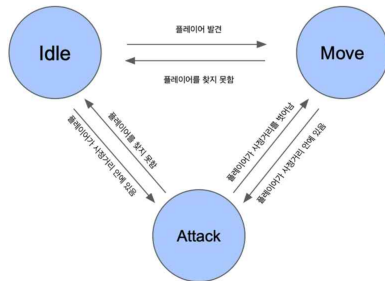 플레이어 발견
Idle
Move
플레이어를 찾지 못함
플레이어를 찾지 못함
플레이어가 사정거리 안에 있음
플레이어가 사정거리를 벗어남
플레이어가 사정거리 안에 있음
Attack